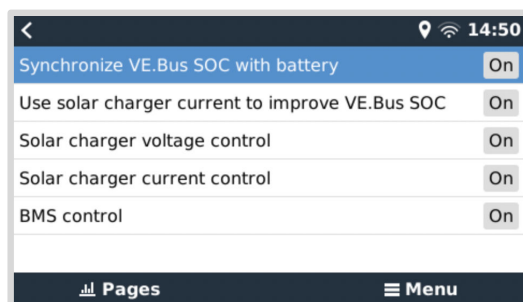 14:50
Synchronize VE.Bus SOC with battery On
Use solar charger current to improve VE.Bus SOC On
Solar charger voltage control On
Solar charger current control On
BMS control On
Pages Menu